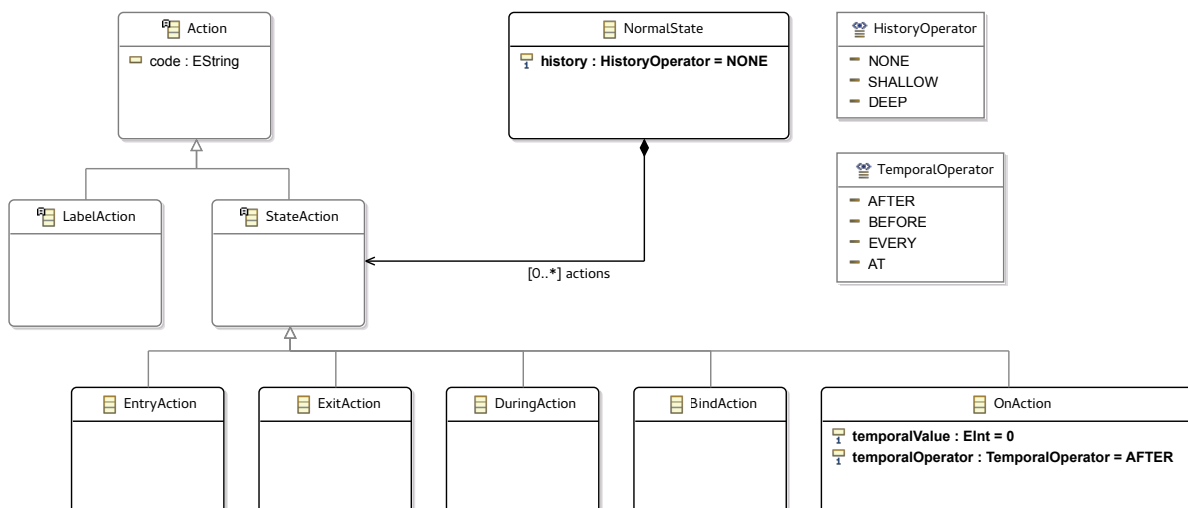 Action
code : EString
NormalState
history : HistoryOperator = NONE
HistoryOperator
NONE
SHALLOW
DEEP
TemporalOperator
AFTER
BEFORE
EVERY
AT
LabelAction
StateAction
[0..*] actions
EntryAction
ExitAction
DuringAction
BindAction
OnAction
temporalValue : EInt = 0
temporalOperator : TemporalOperator = AFTER